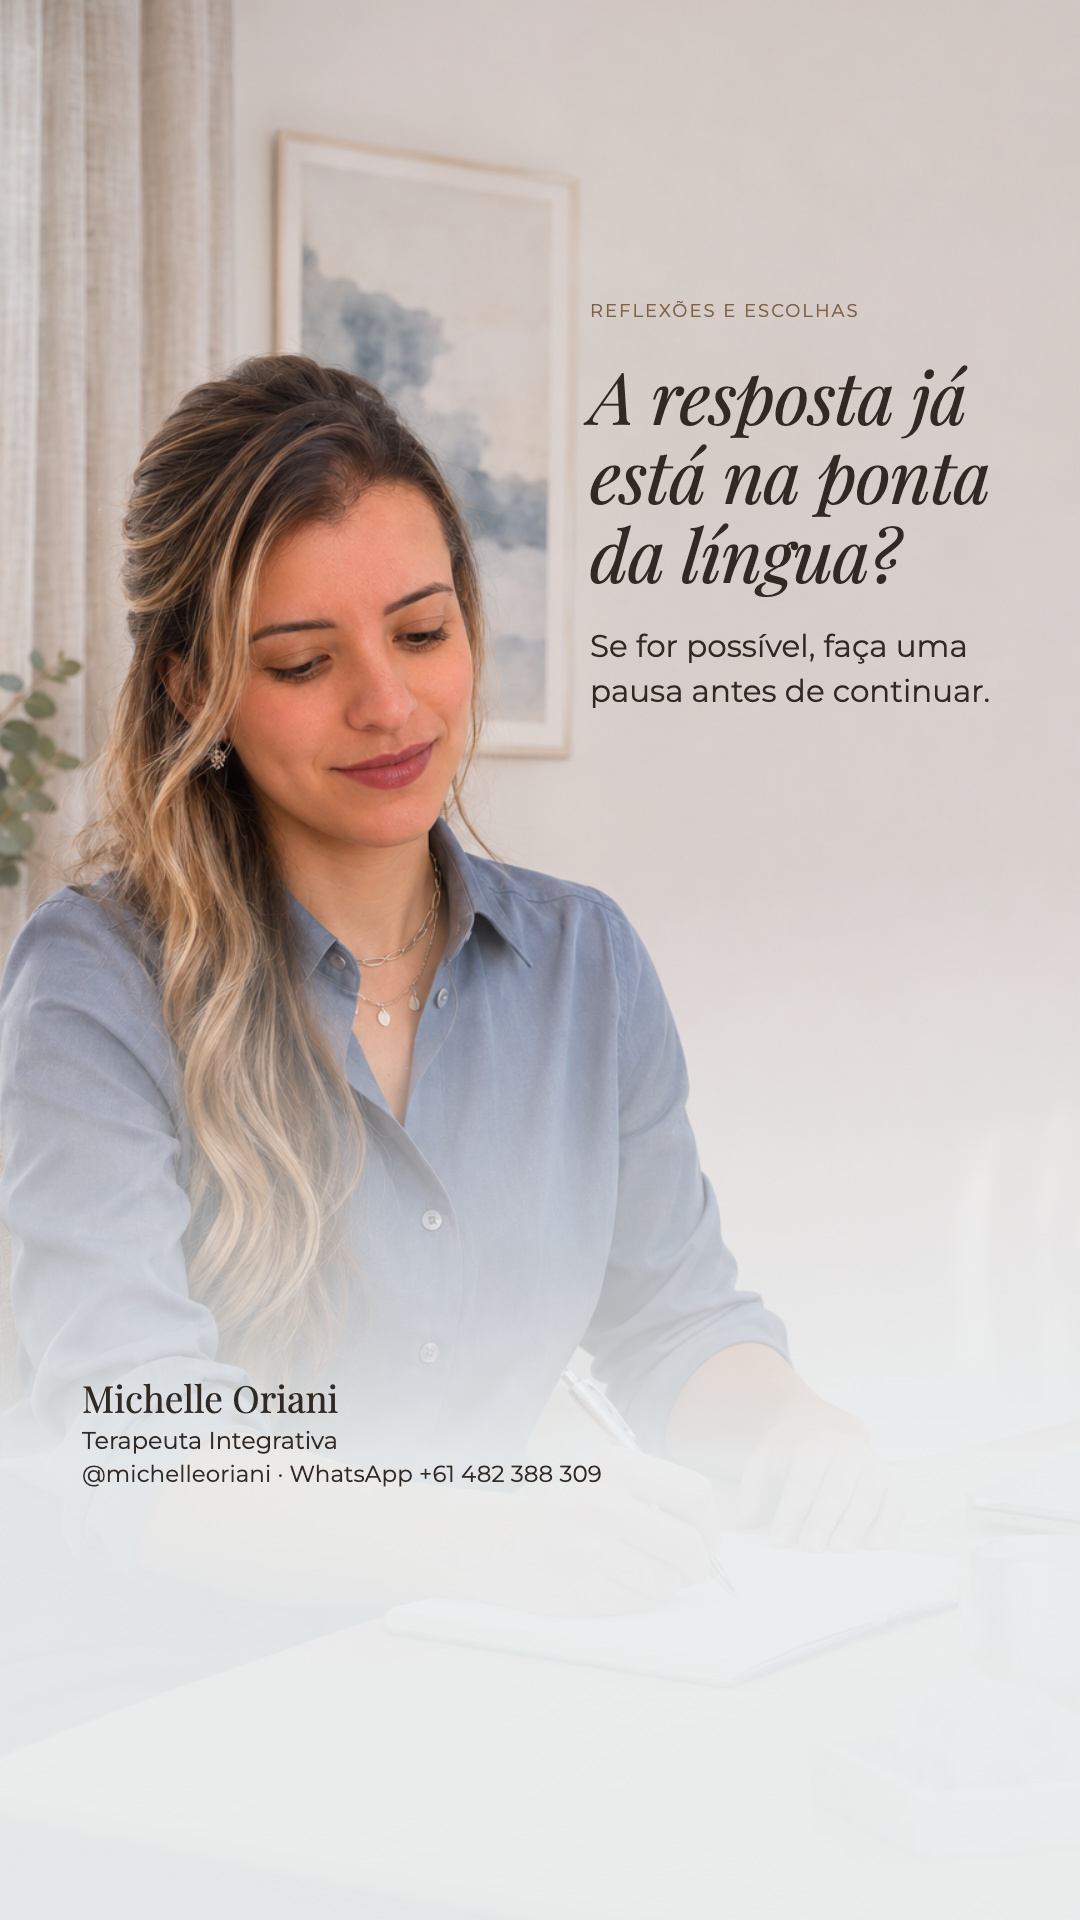 REFLEXÕES E ESCOLHAS
A resposta já
está na ponta
da língua?
Se for possível, faça uma
pausa antes de continuar.
Michelle Oriani
Terapeuta Integrativa
@michelleoriani · WhatsApp +61 482 388 309